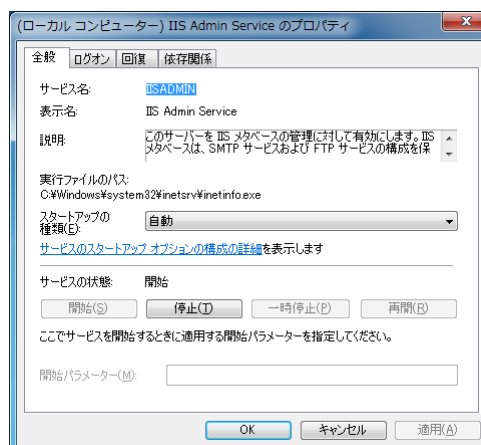 (ローカル コンピューター) IIS Admin Service のプロパティ
全般 ログオン 回復 依存関係
サービス名: IISADMIN
表示名: IIS Admin Service
説明: このサーバーを IIS メタベースの管理に対して有効にします。IIS
メタベースは、SMTP サービスおよび FTP サービスの構成を保
実行ファイルのパス:
C:¥Windows¥system32¥inetsrv¥inetinfo.exe
スタートアップの
種類(E): 自動
サービスのスタートアップ オプションの構成の詳細を表示します
サービスの状態: 開始
開始(S) 停止(T) 一時停止(P) 再開(R)
ここでサービスを開始するときに適用する開始パラメーターを指定してください。
開始パラメーター(M):
OK キャンセル 適用(A)